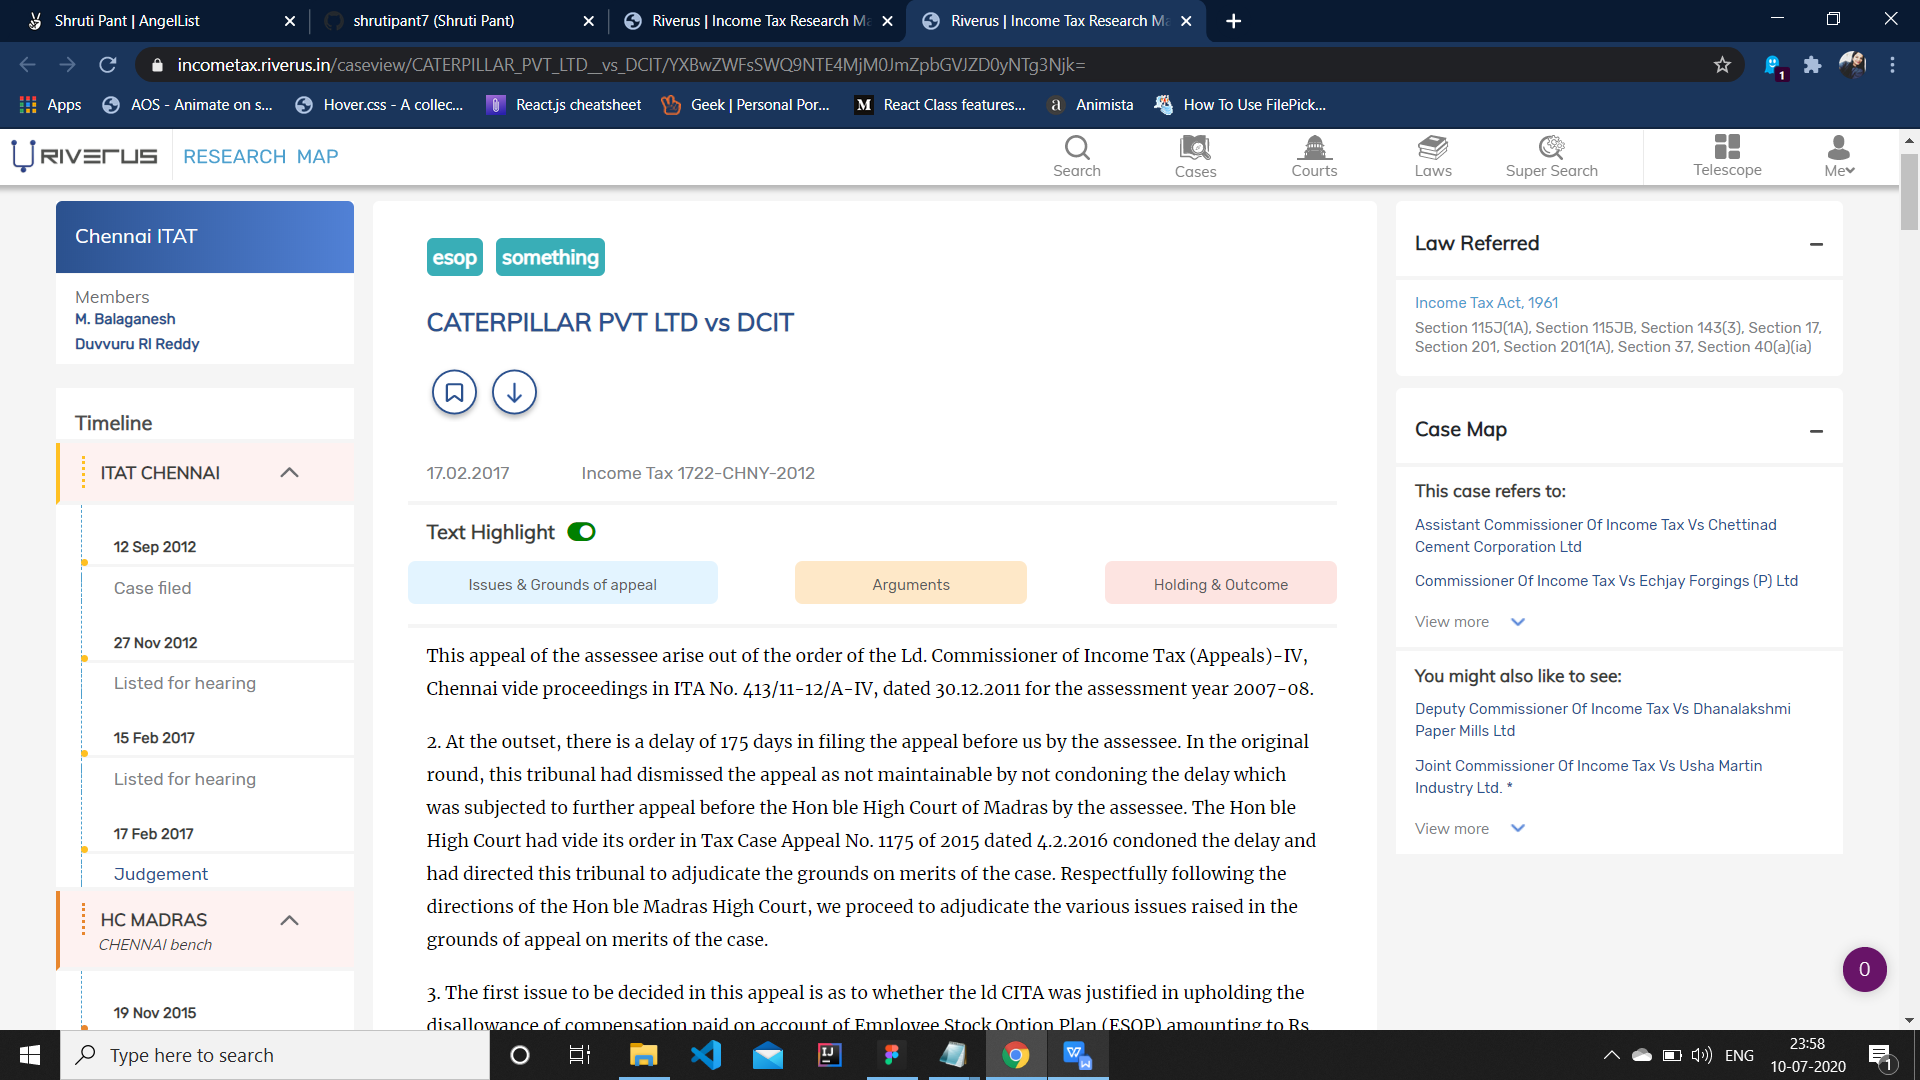 Shruti Pant | AngelList
shrutipant7 (Shruti Pant)
Riverus | Income Tax Research Ma
Riverus | Income Tax Research Ma
incometax.riverus.in/caseview/CATERPILLAR_PVT_LTD__vs_DCIT/YXBwZWFsSWQ9NTE4MjM0JmZpbGVJZD0yNTg3Njk=
1
Apps
AOS - Animate on s...
Hover.css - A collec...
React.js cheatsheet
Geek | Personal Por...
M React Class features...
a Animista
How To Use FilePick...
RIVERUS
RESEARCH MAP
Search
Cases
Courts
Laws
Super Search
Telescope
Me
Chennai ITAT
Members
M. Balaganesh
Duvvuru Rl Reddy
Timeline
ITAT CHENNAI
12 Sep 2012
Case filed
27 Nov 2012
Listed for hearing
15 Feb 2017
Listed for hearing
17 Feb 2017
Judgement
HC MADRAS
CHENNAI bench
19 Nov 2015
esop something
CATERPILLAR PVT LTD vs DCIT
17.02.2017 Income Tax 1722-CHNY-2012
Text Highlight
Issues & Grounds of appeal
Arguments
Holding & Outcome
This appeal of the assessee arise out of the order of the Ld. Commissioner of Income Tax (Appeals)-IV,
Chennai vide proceedings in ITA No. 413/11-12/A-IV, dated 30.12.2011 for the assessment year 2007-08.
2. At the outset, there is a delay of 175 days in filing the appeal before us by the assessee. In the original
round, this tribunal had dismissed the appeal as not maintainable by not condoning the delay which
was subjected to further appeal before the Hon ble High Court of Madras by the assessee. The Hon ble
High Court had vide its order in Tax Case Appeal No. 1175 of 2015 dated 4.2.2016 condoned the delay and
had directed this tribunal to adjudicate the grounds on merits of the case. Respectfully following the
directions of the Hon ble Madras High Court, we proceed to adjudicate the various issues raised in the
grounds of appeal on merits of the case.
3. The first issue to be decided in this appeal is as to whether the ld CITA was justified in upholding the
disallowance of compensation paid on account of Employee Stock Option Plan (ESOP) amounting to Rs
Law Referred
Income Tax Act, 1961
Section 115J(1A), Section 115JB, Section 143(3), Section 17,
Section 201, Section 201(1A), Section 37, Section 40(a)(ia)
Case Map
This case refers to:
Assistant Commissioner Of Income Tax Vs Chettinad
Cement Corporation Ltd
Commissioner Of Income Tax Vs Echjay Forgings (P) Ltd
View more
You might also like to see:
Deputy Commissioner Of Income Tax Vs Dhanalakshmi
Paper Mills Ltd
Joint Commissioner Of Income Tax Vs Usha Martin
Industry Ltd. *
View more
0
Type here to search
IJ
W
ENG
23:58
10-07-2020
1